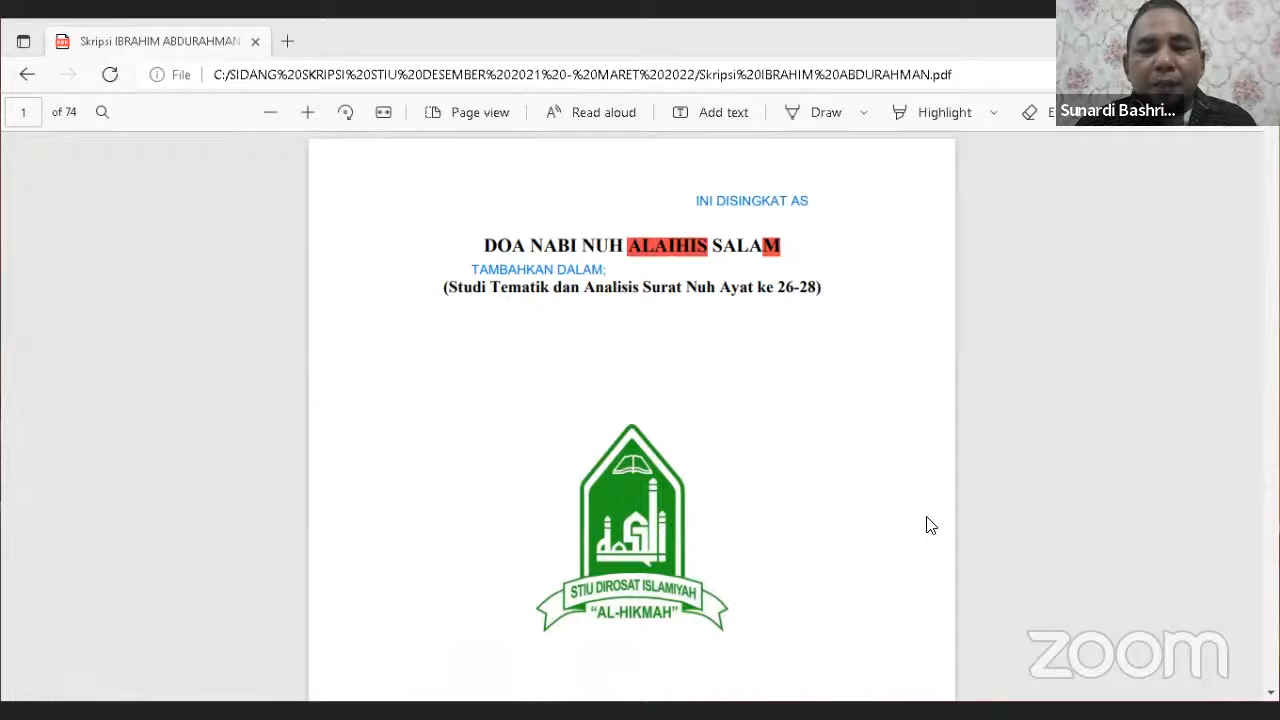 Skripsi IBRAHIM ABDURAHMAN
File C:/SIDANG%20SKRIPSI%20STIU%20DESEMBER%202021%20-%20MARET%202022/Skripsi%20IBRAHIM%20ABDURAHMAN.pdf
1 of 74 Page view Read aloud Add text Draw Highlight
Sunardi Bashri...
INI DISINGKAT AS
DOA NABI NUH ALAIHIS SALAM
TAMBAHKAN DALAM;
(Studi Tematik dan Analisis Surat Nuh Ayat ke 26-28)
STIU DIROSAT ISLAMIYAH
"AL-HIKMAH"
zoom